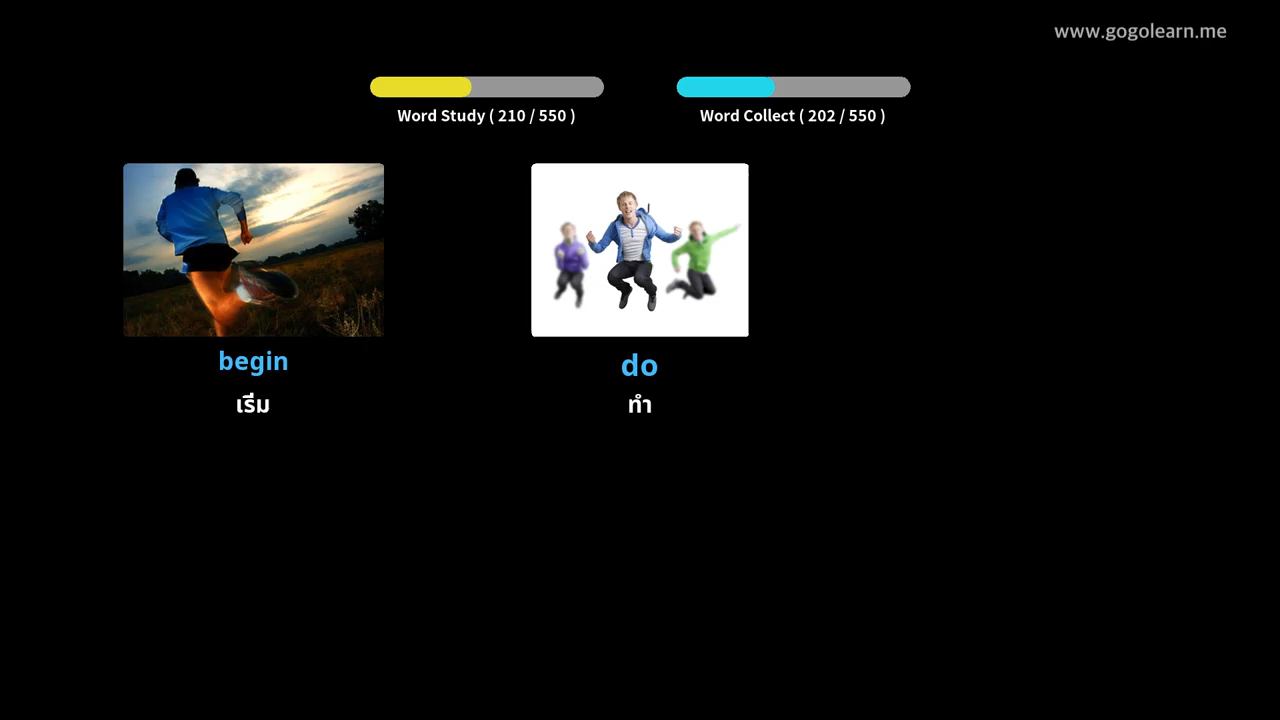 www.gogolearn.me
Word Study ( 210 / 550 )
Word Collect ( 202 / 550 )
begin
เริ่ม
do
ทำ